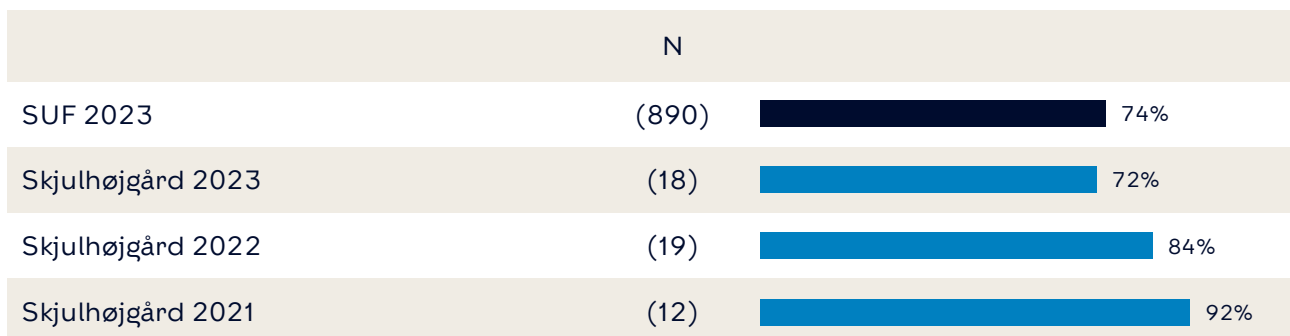 N
SUF 2023 (890) 74%
Skjulhøjgård 2023 (18) 72%
Skjulhøjgård 2022 (19) 84%
Skjulhøjgård 2021 (12) 92%